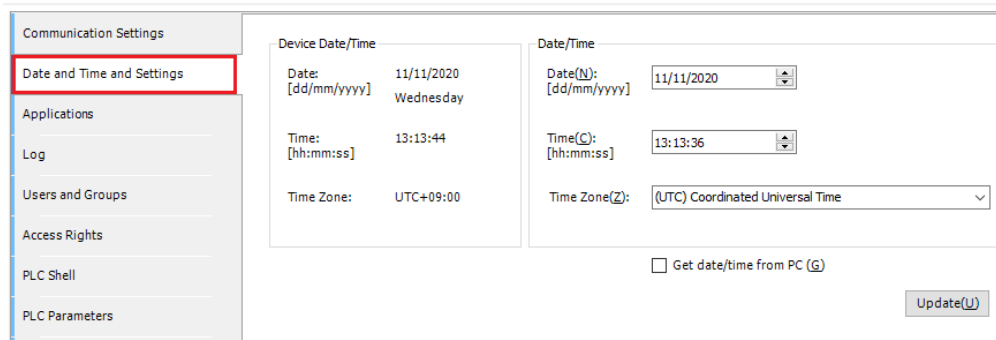 Communication Settings
Date and Time and Settings
Applications
Log
Users and Groups
Access Rights
PLC Shell
PLC Parameters
Device Date/Time
Date:
[dd/mm/yyyy]
11/11/2020
Wednesday
Time:
[hh:mm:ss]
13:13:44
Time Zone:
UTC+09:00
Date/Time
Date(N):
[dd/mm/yyyy]
11/11/2020
Time(C):
[hh:mm:ss]
13:13:36
Time Zone(Z):
(UTC) Coordinated Universal Time
Get date/time from PC (G)
Update(U)